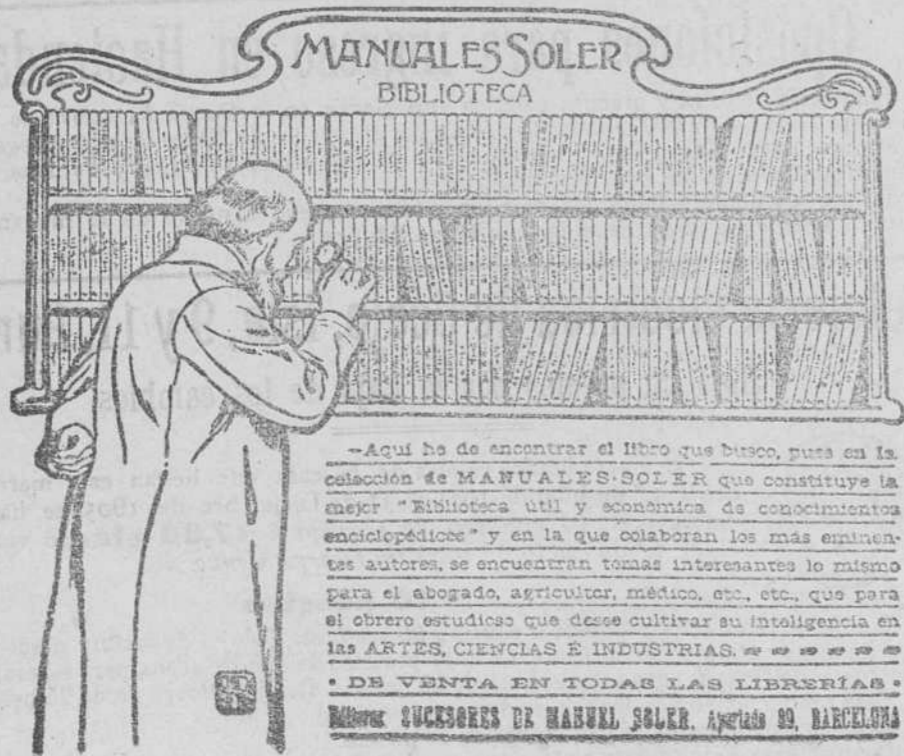 MANUALES SOLER
BIBLIOTECA
—Aquí he de encontrar el libro que busco, pues en la
colección de MANUALES-SOLER que constituye la
mejor "Biblioteca útil y económica de conocimientos
enciclopédicos" y en la que colaboran los más eminen-
tes autores, se encuentran temas interesantes lo mismo
para el abogado, agricultor, médico, etc., etc., que para
el obrero estudioso que desee cultivar su inteligencia en
las ARTES, CIENCIAS É INDUSTRIAS.
• DE VENTA EN TODAS LAS LIBRERÍAS •
SUCESORES DE MANUEL SOLER, Apartado 89, BARCELONA